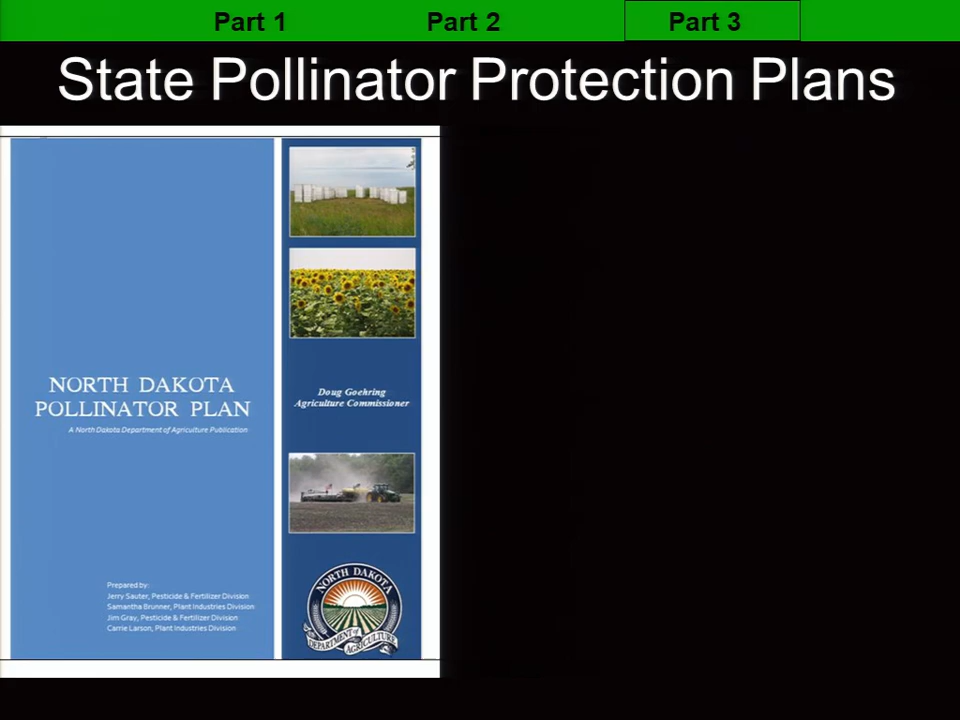 Part 1 Part 2 Part 3
State Pollinator Protection Plans
NORTH DAKOTA
POLLINATOR PLAN
A North Dakota Department of Agriculture Publication
Doug Goehring
Agriculture Commissioner
Prepared by:
Jerry Sauter, Pesticide & Fertilizer Division
Samantha Brunner, Plant Industries Division
Jim Gray, Pesticide & Fertilizer Division
Carrie Larson, Plant Industries Division
NORTH DAKOTA
DEPARTMENT of AGRICULTURE